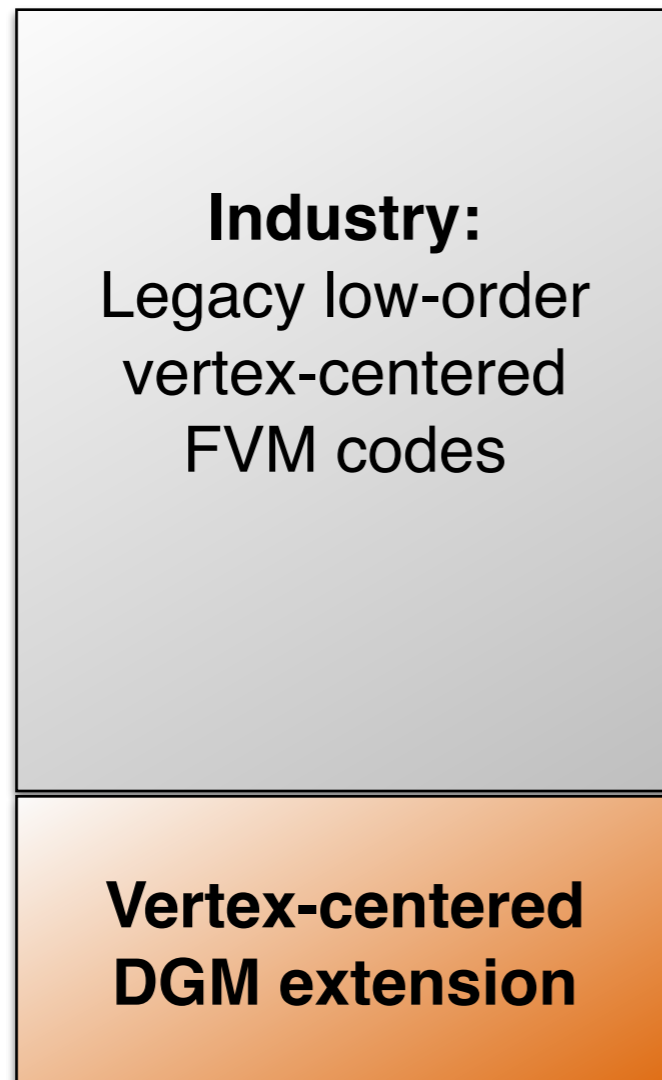 Industry:
Legacy low-order
vertex-centered
FVM codes
Vertex-centered
DGM extension